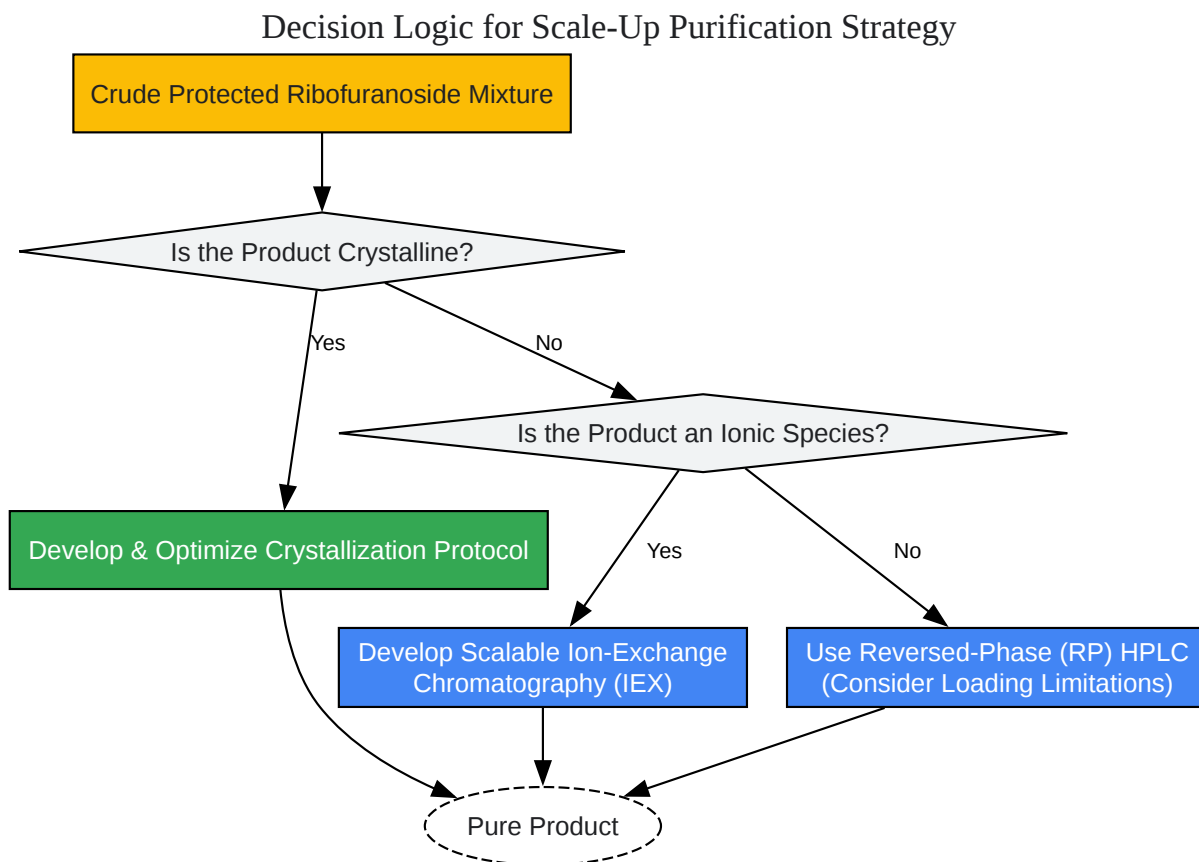 Decision Logic for Scale-Up Purification Strategy
Crude Protected Ribofuranoside Mixture
Is the Product Crystalline?
Yes
No
Is the Product an Ionic Species?
Develop & Optimize Crystallization Protocol
Yes
No
Develop Scalable Ion-Exchange
Chromatography (IEX)
Use Reversed-Phase (RP) HPLC
(Consider Loading Limitations)
Pure Product